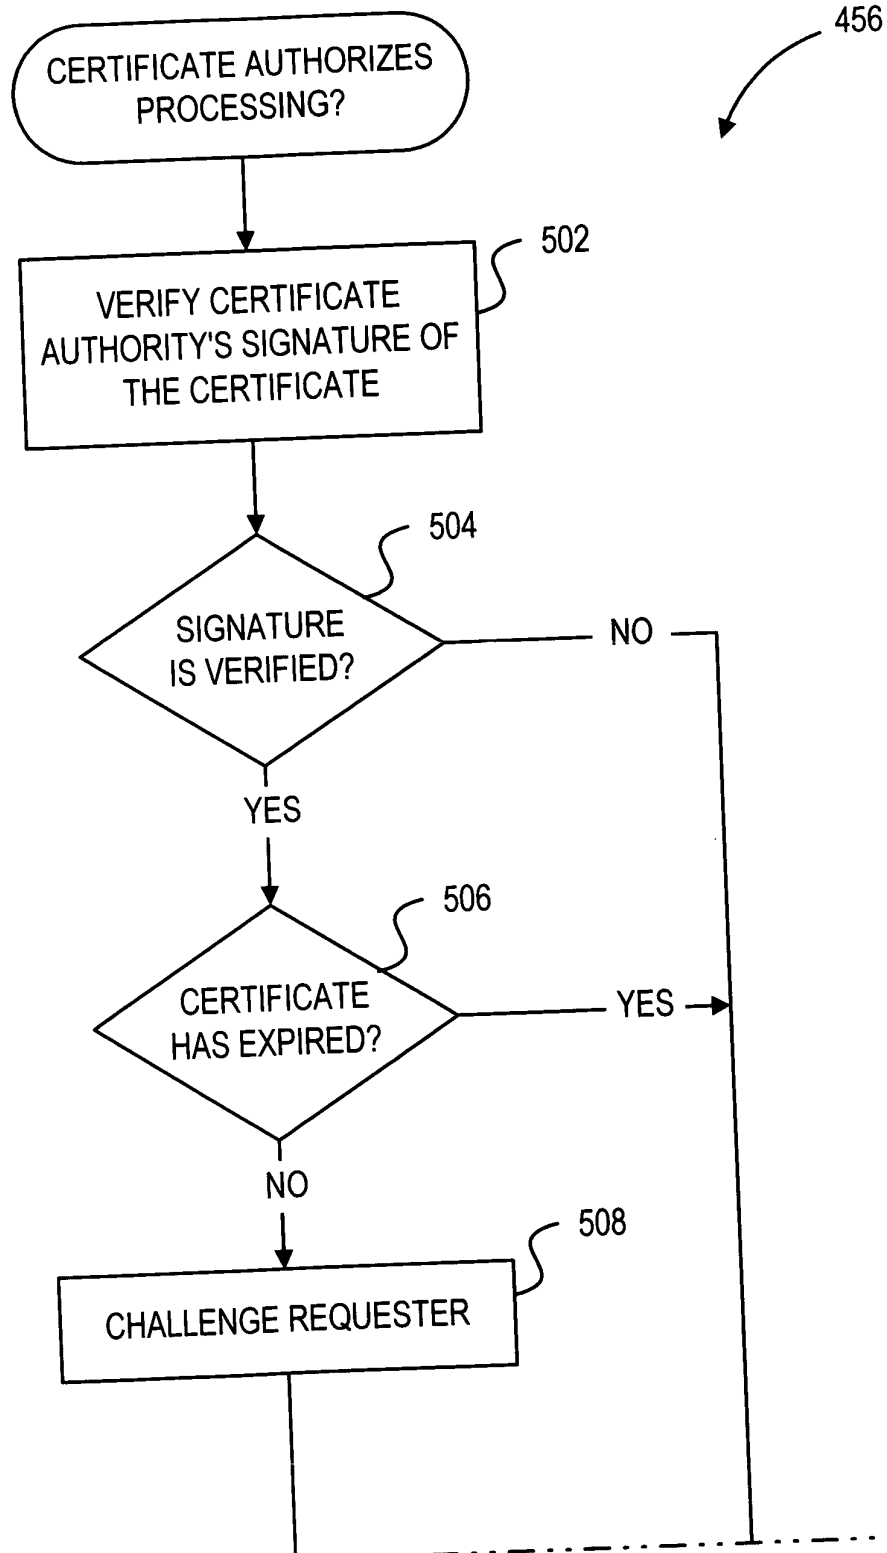 456
CERTIFICATE AUTHORIZES
PROCESSING?
502
VERIFY CERTIFICATE
AUTHORITY'S SIGNATURE OF
THE CERTIFICATE
504
SIGNATURE
IS VERIFIED?
NO
YES
506
CERTIFICATE
HAS EXPIRED?
YES
NO
508
CHALLENGE REQUESTER